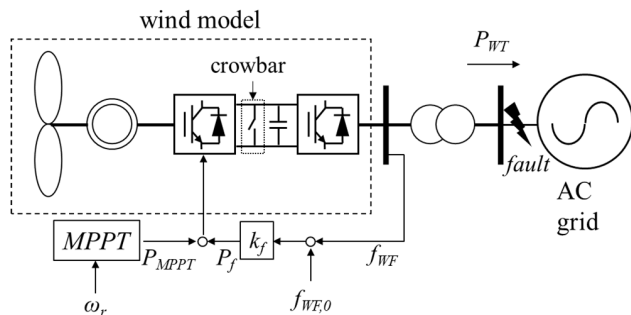 wind model
P_WT
crowbar
fault
AC
grid
MPPT
P_MPPT
P_f
k_f
f_WF
ω_r
f_WF,0